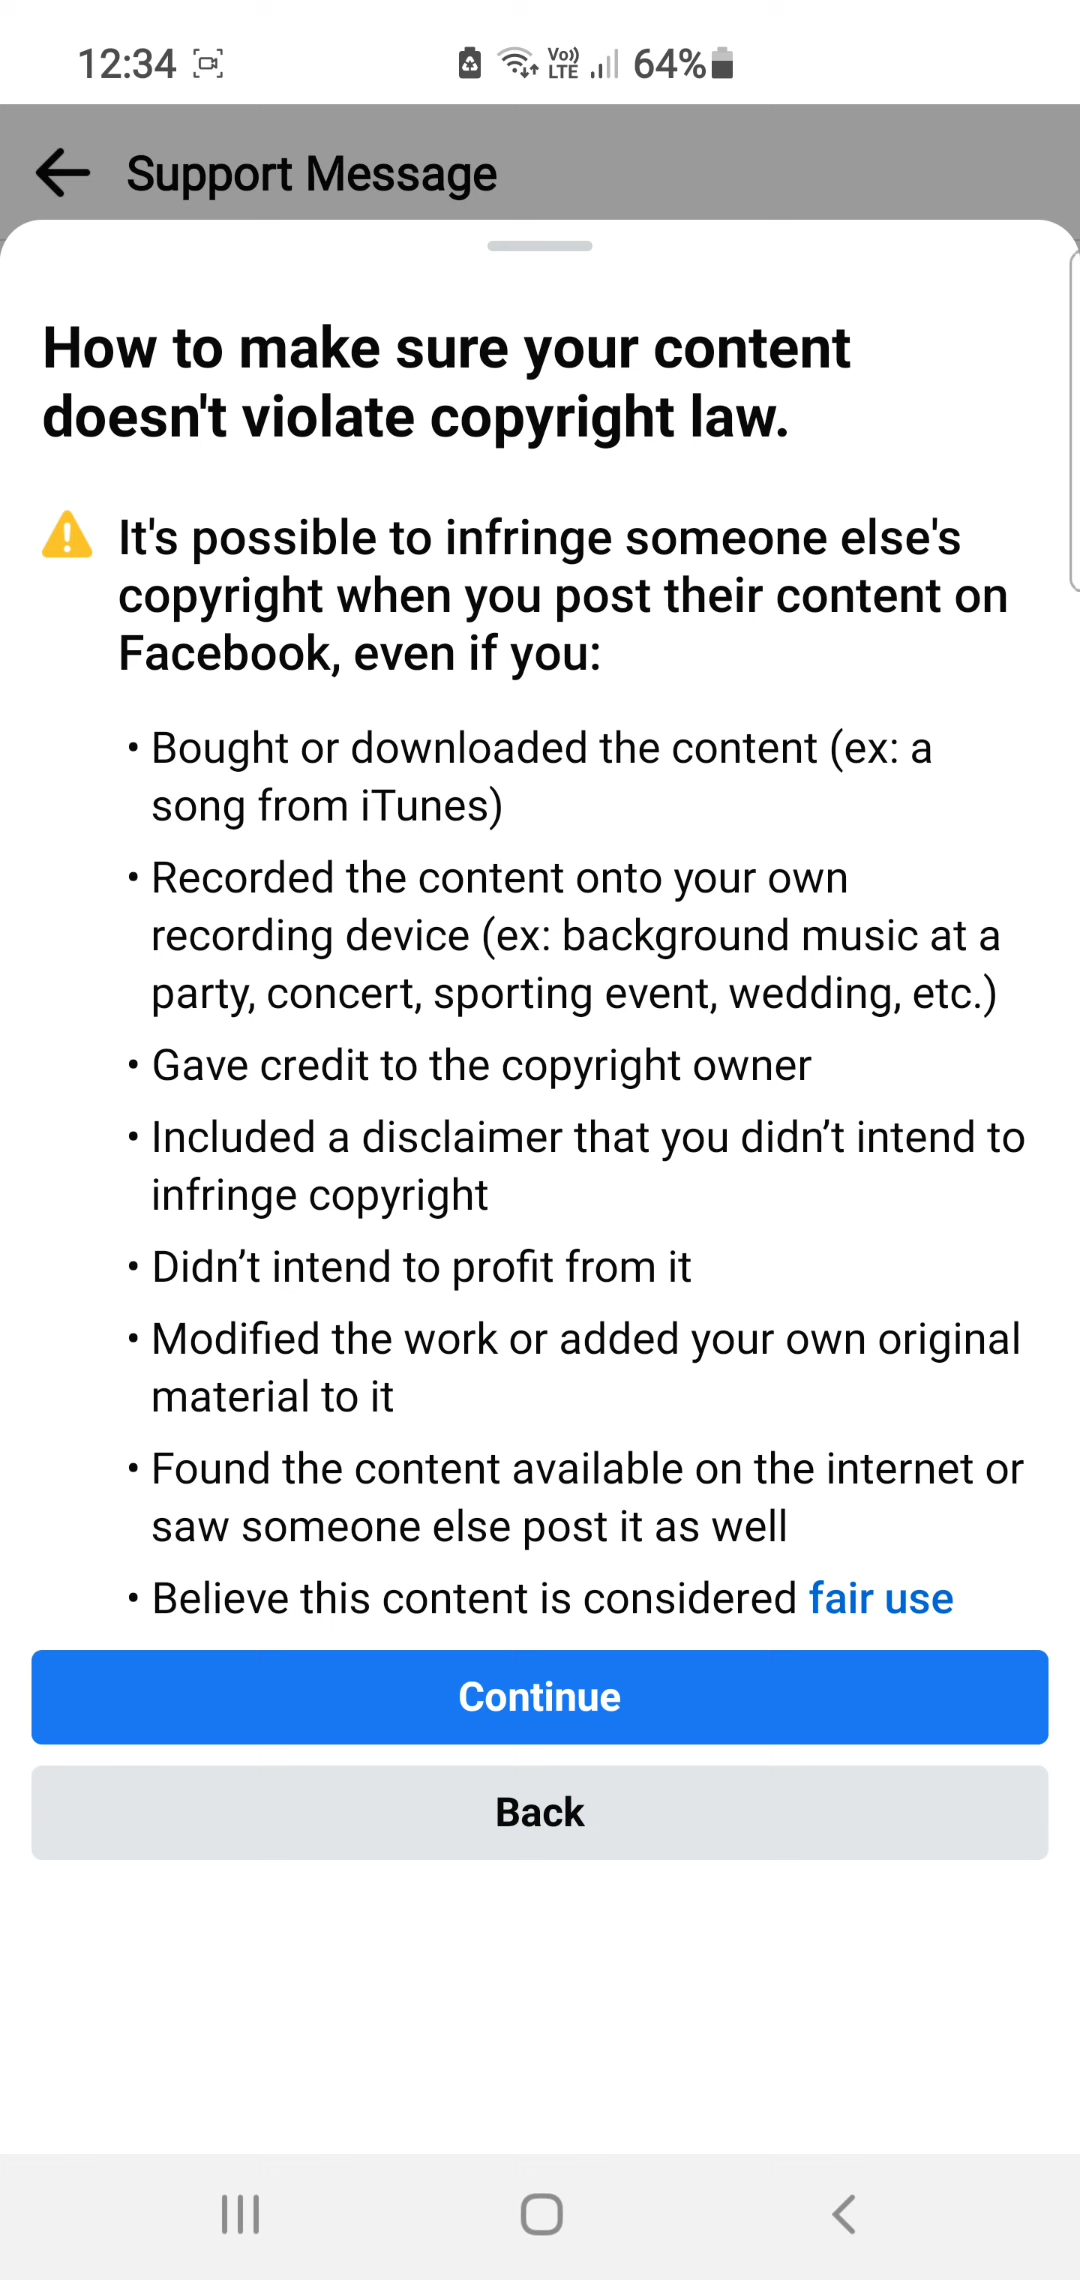 12:34 Vo)) LTE 64%
Support Message
How to make sure your content
doesn't violate copyright law.
It's possible to infringe someone else's
copyright when you post their content on
Facebook, even if you:
• Bought or downloaded the content (ex: a
song from iTunes)
• Recorded the content onto your own
recording device (ex: background music at a
party, concert, sporting event, wedding, etc.)
• Gave credit to the copyright owner
• Included a disclaimer that you didn’t intend to
infringe copyright
• Didn’t intend to profit from it
• Modified the work or added your own original
material to it
• Found the content available on the internet or
saw someone else post it as well
• Believe this content is considered fair use
Continue
Back